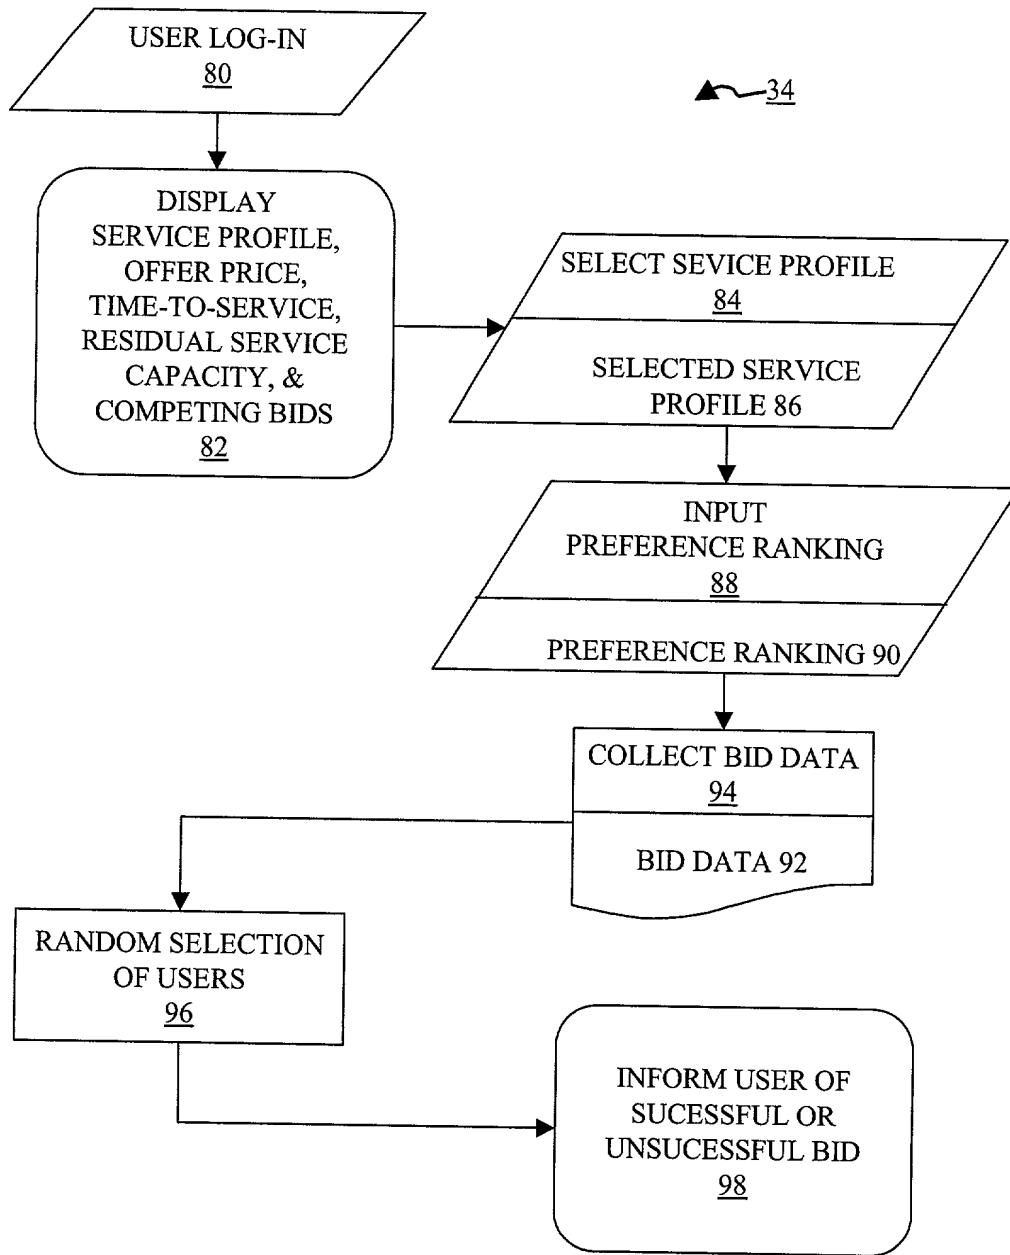 USER LOG-IN
80
34
DISPLAY
SERVICE PROFILE,
OFFER PRICE,
TIME-TO-SERVICE,
RESIDUAL SERVICE
CAPACITY, &
COMPETING BIDS
82
SELECT SEVICE PROFILE
84
SELECTED SERVICE
PROFILE 86
INPUT
PREFERENCE RANKING
88
PREFERENCE RANKING 90
COLLECT BID DATA
94
BID DATA 92
RANDOM SELECTION
OF USERS
96
INFORM USER OF
SUCESSFUL OR
UNSUCESSFUL BID
98